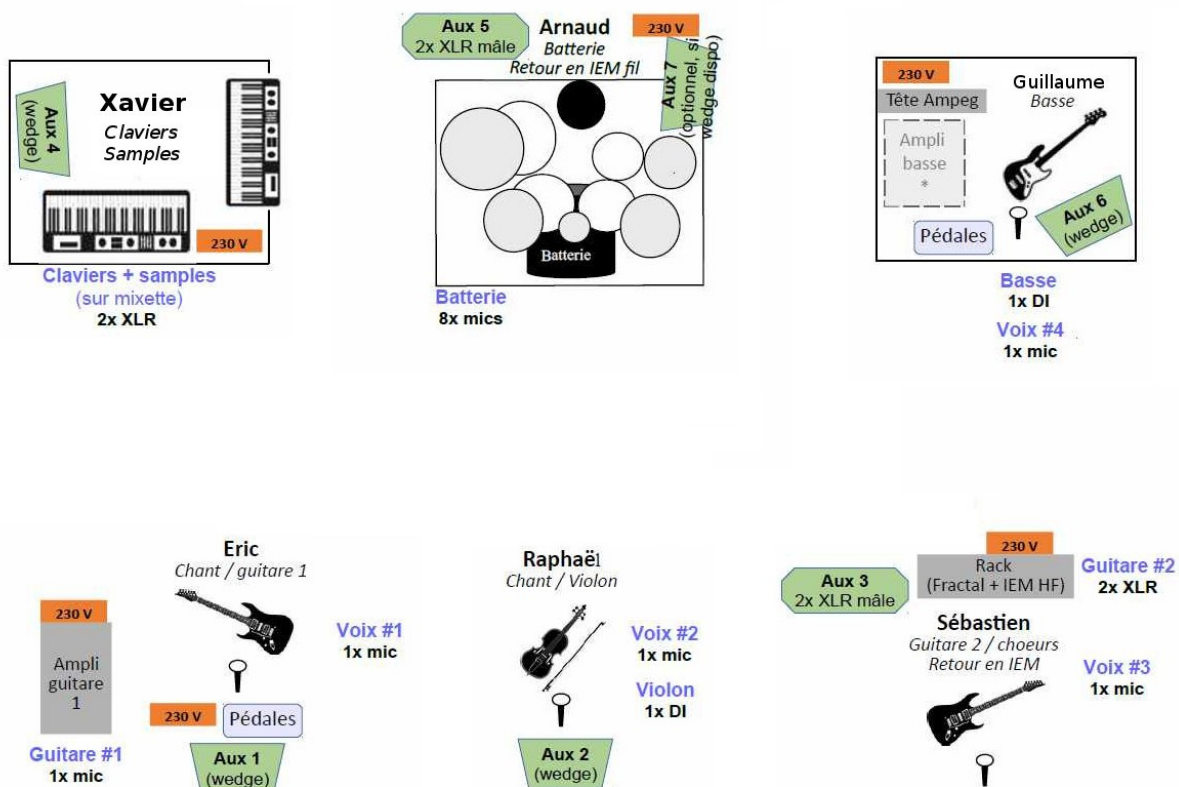 Aux 4
(wedge)
Xavier
Claviers
Samples
230 V
Claviers + samples
(sur mixette)
2x XLR
Aux 5
2x XLR mâle
Arnaud
Batterie
Retour en IEM fil
230 V
Aux 7
(optionnel, si
wedge dispo)
Batterie
Batterie
8x mics
230 V
Tête Ampeg
Ampli
basse
*
Guillaume
Basse
Pédales
Aux 6
(wedge)
Basse
1x DI
Voix #4
1x mic
Eric
Chant / guitare 1
230 V
Ampli
guitare
1
Guitare #1
1x mic
Voix #1
1x mic
230 V
Pédales
Aux 1
(wedge)
Raphaël
Chant / Violon
Voix #2
1x mic
Violon
1x DI
Aux 2
(wedge)
Aux 3
2x XLR mâle
230 V
Rack
(Fractal + IEM HF)
Guitare #2
2x XLR
Sébastien
Guitare 2 / choeurs
Retour en IEM
Voix #3
1x mic